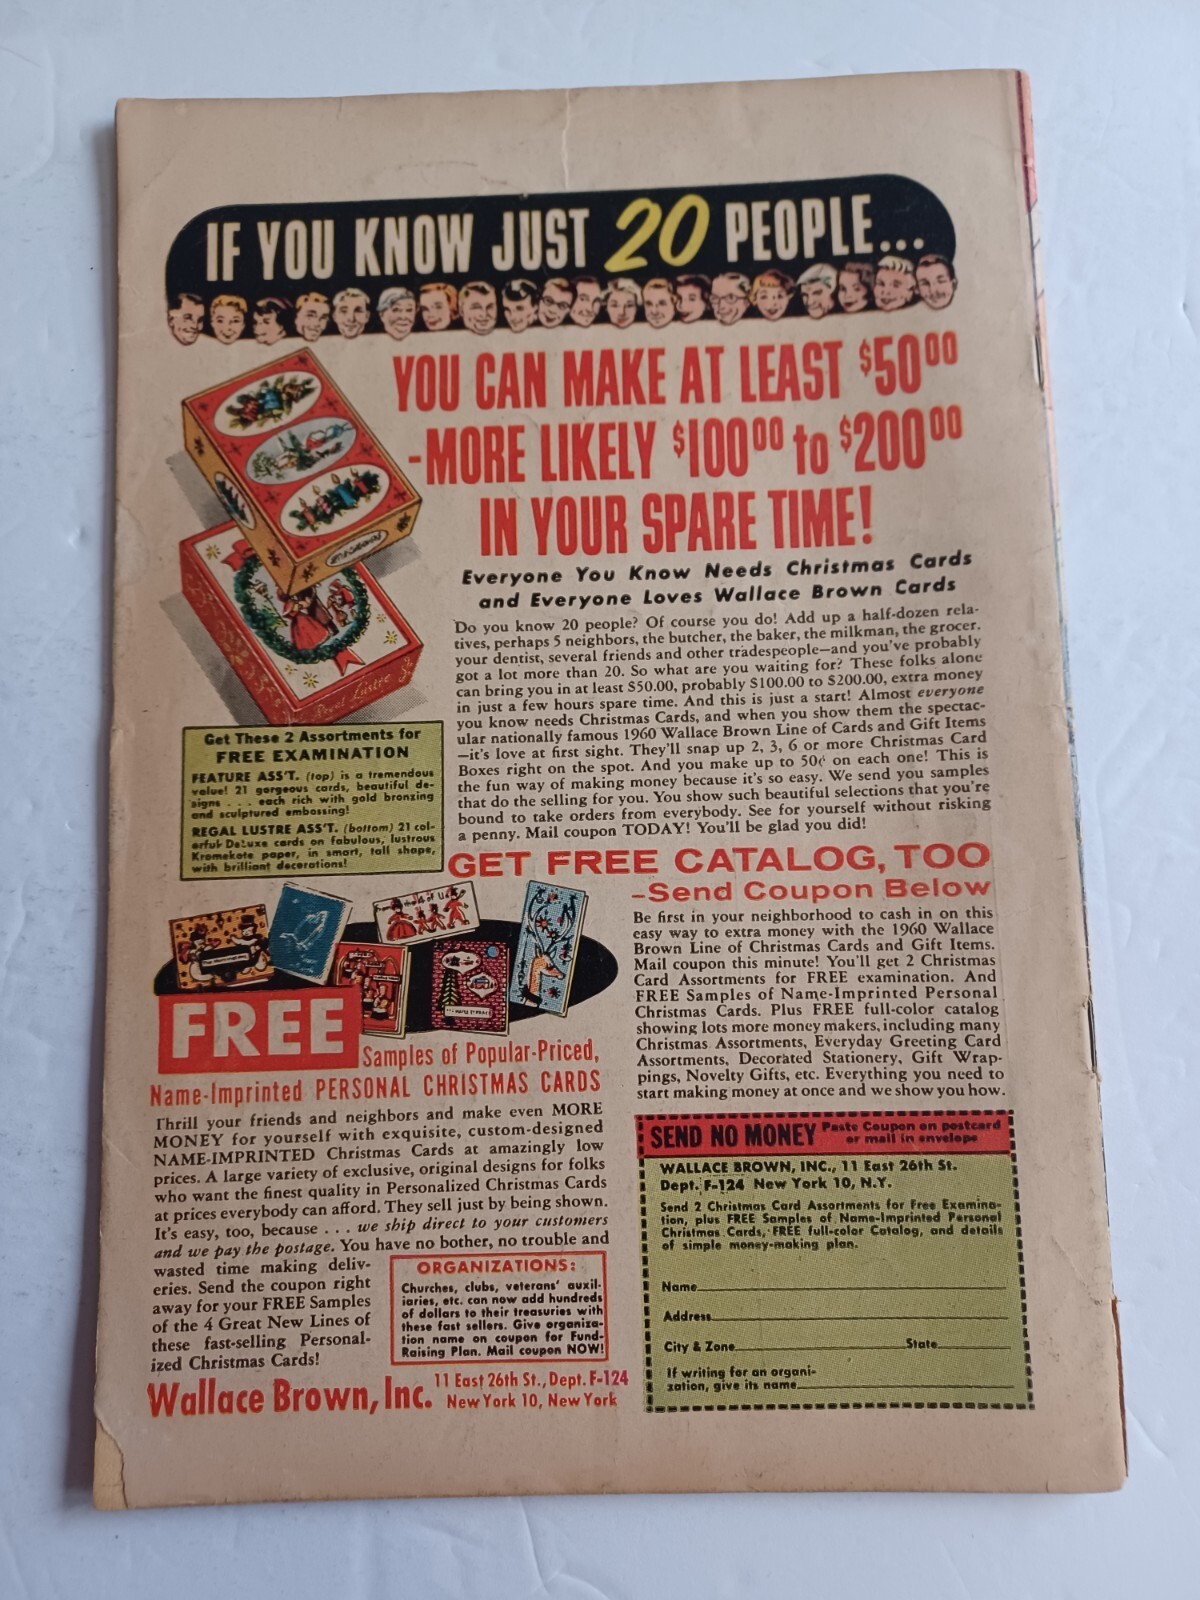 IF YOU KNOW JUST 20 PEOPLE...
YOU CAN MAKE AT LEAST $50.00
-MORE LIKELY $100.00 to $200.00
IN YOUR SPARE TIME!
Everyone You Know Needs Christmas Cards
and Everyone Loves Wallace Brown Cards
Do you know 20 people? Of course you do! Add up a half-dozen rela-
tives, perhaps 5 neighbors, the butcher, the baker, the milkman, the grocer.
your dentist, several friends and other tradespeople—and you've probably
got a lot more than 20. So what are you waiting for? These folks alone
can bring you in at least $50.00, probably $100.00 to $200.00, extra money
in just a few hours spare time. And this is just a start! Almost everyone
you know needs Christmas Cards, and when you show them the spectac-
ular nationally famous 1960 Wallace Brown Line of Cards and Gift Items
—it's love at first sight. They'll snap up 2, 3, 6 or more Christmas Card
Boxes right on the spot. And you make up to 50¢ on each one! This is
the fun way of making money because it's so easy. We send you samples
that do the selling for you. You show such beautiful selections that you're
bound to take orders from everybody. See for yourself without risking
a penny. Mail coupon TODAY! You'll be glad you did!
Royal Lustre
Get These 2 Assortments for
FREE EXAMINATION
FEATURE ASS'T. (top) is a tremendous
value! 21 gorgeous cards, beautiful de-
signs . . . each rich with gold bronzing
and sculptured embossing!
REGAL LUSTRE ASS'T. (bottom) 21 col-
orful DeLuxe cards on fabulous, lustrous
Kromekote paper, in smart, tall shape,
with brilliant decorations!
GET FREE CATALOG, TOO
—Send Coupon Below
Be first in your neighborhood to cash in on this
easy way to extra money with the 1960 Wallace
Brown Line of Christmas Cards and Gift Items.
Mail coupon this minute! You'll get 2 Christmas
Card Assortments for FREE examination. And
FREE Samples of Name-Imprinted Personal
Christmas Cards. Plus FREE full-color catalog
showing lots more money makers, including many
Christmas Assortments, Everyday Greeting Card
Assortments, Decorated Stationery, Gift Wrap-
pings, Novelty Gifts, etc. Everything you need to
start making money at once and we show you how.
FREE
Samples of Popular-Priced,
Name-Imprinted PERSONAL CHRISTMAS CARDS
Thrill your friends and neighbors and make even MORE
MONEY for yourself with exquisite, custom-designed
NAME-IMPRINTED Christmas Cards at amazingly low
prices. A large variety of exclusive, original designs for folks
who want the finest quality in Personalized Christmas Cards
at prices everybody can afford. They sell just by being shown.
It's easy, too, because . . . we ship direct to your customers
and we pay the postage. You have no bother, no trouble and
wasted time making deliv-
eries. Send the coupon right
away for your FREE Samples
of the 4 Great New Lines of
these fast-selling Personal-
ized Christmas Cards!
ORGANIZATIONS:
Churches, clubs, veterans' auxil-
iaries, etc. can now add hundreds
of dollars to their treasuries with
these fast sellers. Give organiza-
tion name on coupon for Fund-
Raising Plan. Mail coupon NOW!
Wallace Brown, Inc. 11 East 26th St., Dept. F-124
New York 10, New York
SEND NO MONEY Paste Coupon on postcard
or mail in envelope
WALLACE BROWN, INC., 11 East 26th St.
Dept. F-124 New York 10, N.Y.
Send 2 Christmas Card Assortments for Free Examina-
tion, plus FREE Samples of Name-Imprinted Personal
Christmas Cards, FREE full-color Catalog, and details
of simple money-making plan.
Name
Address
City & Zone State
If writing for an organi-
zation, give its name